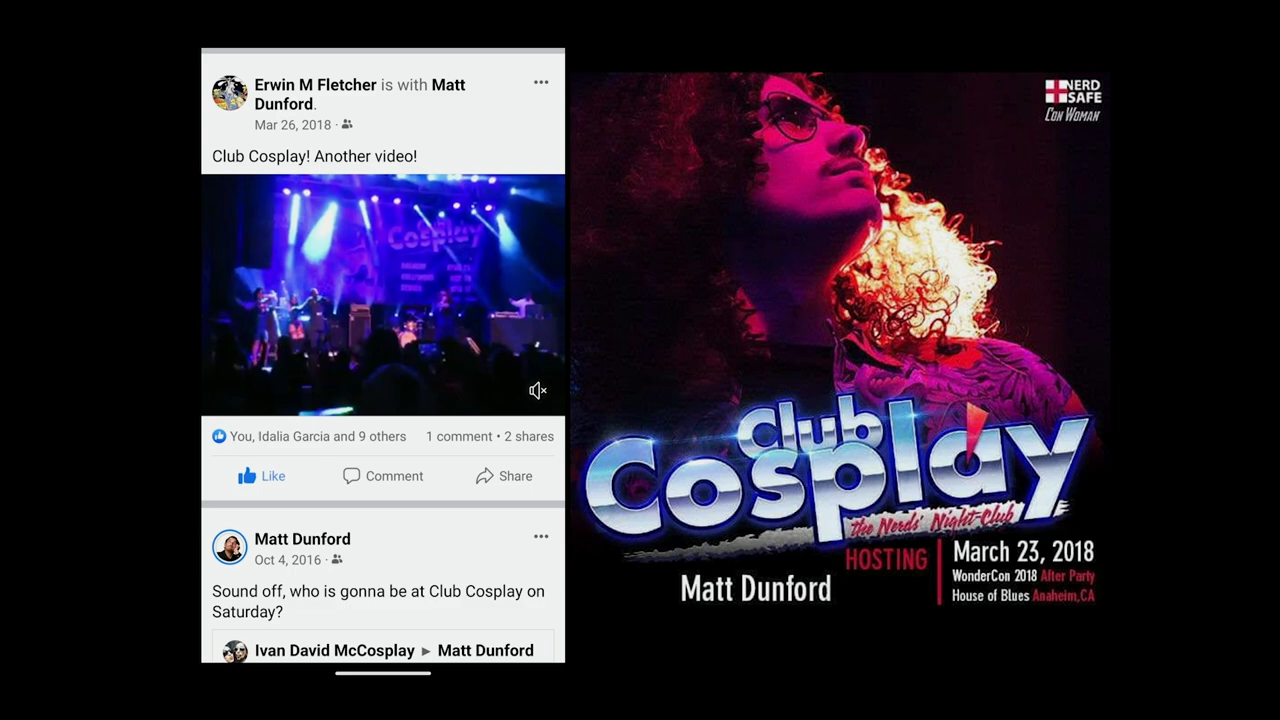 Erwin M Fletcher is with Matt
Dunford.
Mar 26, 2018 ·
Club Cosplay! Another video!
Cosplay
You, Idalia Garcia and 9 others
1 comment • 2 shares
Like
Comment
Share
Matt Dunford
Oct 4, 2016 ·
Sound off, who is gonna be at Club Cosplay on
Saturday?
Ivan David McCosplay ▸ Matt Dunford
NERD
SAFE
Con Woman
Club
Cosplay
the Nerds' Night-Club
HOSTING
Matt Dunford
March 23, 2018
WonderCon 2018 After Party
House of Blues Anaheim,CA